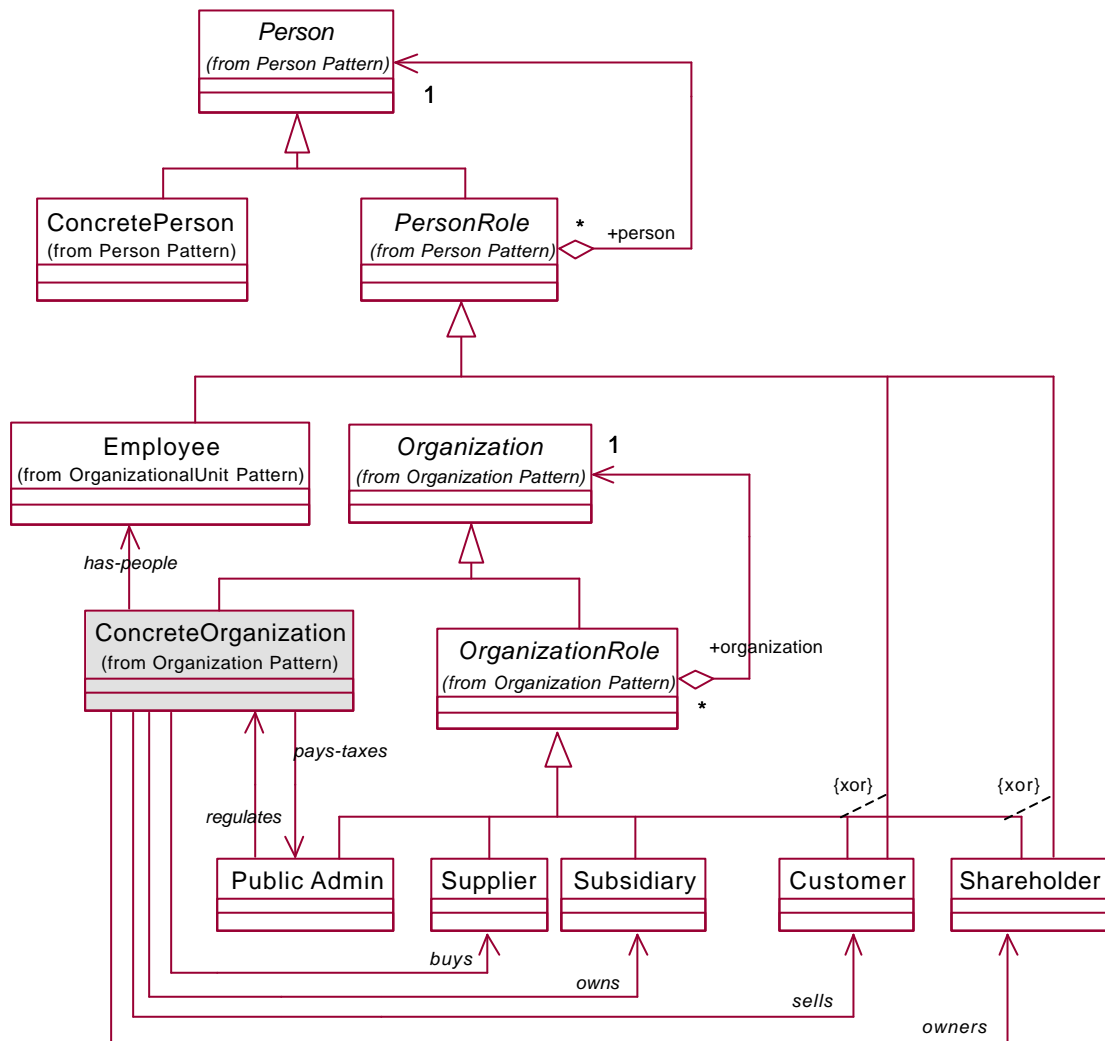 Person
(from Person Pattern)
1
ConcretePerson
(from Person Pattern)
PersonRole
(from Person Pattern)
*
+person
Employee
(from OrganizationalUnit Pattern)
Organization
(from Organization Pattern)
1
has-people
ConcreteOrganization
(from Organization Pattern)
OrganizationRole
(from Organization Pattern)
+organization
*
pays-taxes
regulates
{xor}
{xor}
Public Admin
Supplier
Subsidiary
Customer
Shareholder
buys
owns
sells
owners